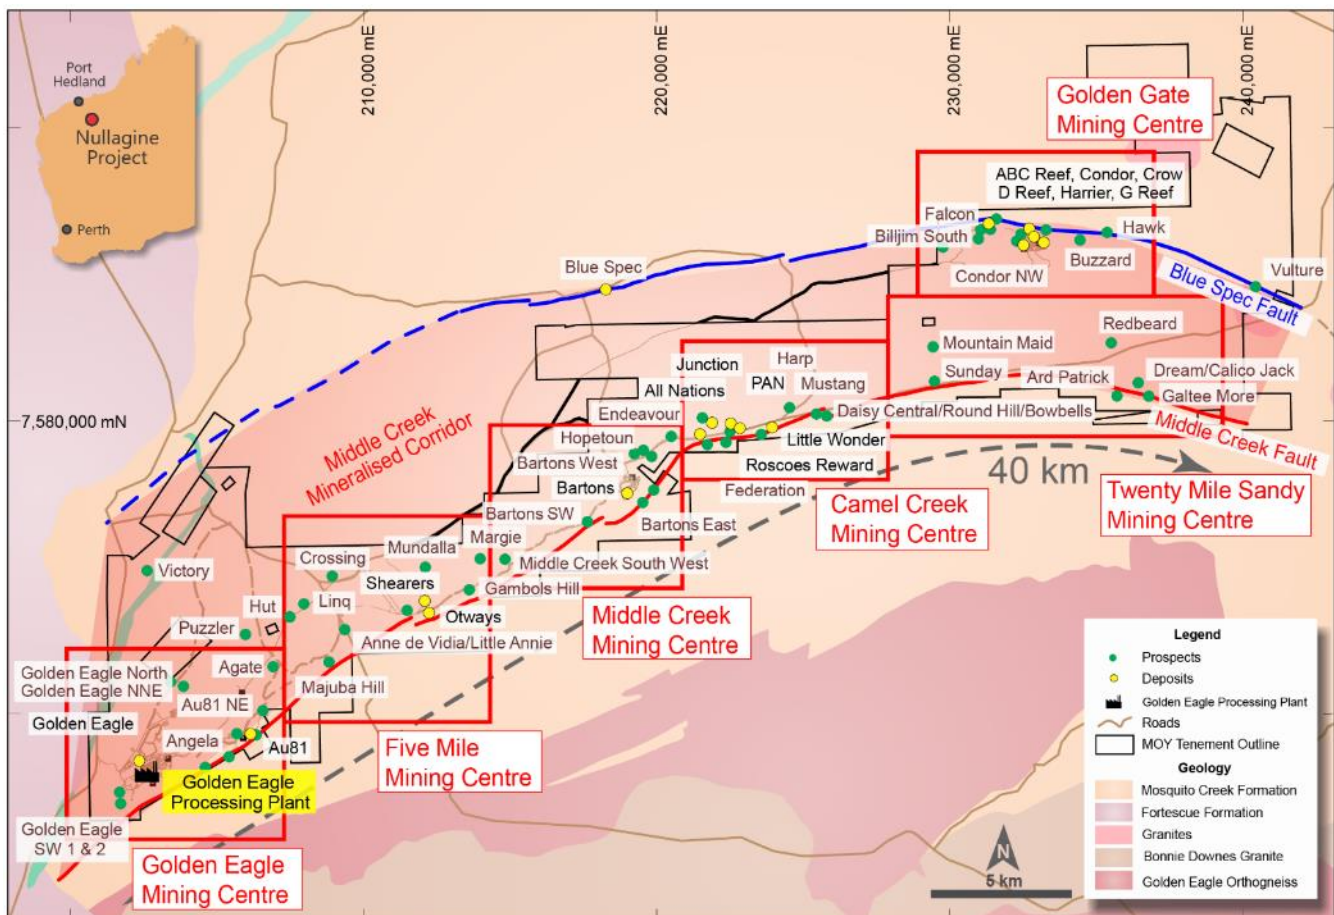 210,000 mE
220,000 mE
230,000 mE
240,000 mE
Port
Hedland
Nullagine
Project
Perth
Golden Gate
Mining Centre
ABC Reef, Condor, Crow
D Reef, Harrier, G Reef
Falcon
Billjim South
Hawk
Condor NW
Buzzard
Blue Spec
Vulture
Blue Spec Fault
Redbeard
Mountain Maid
Junction
Harp
Sunday
Ard Patrick
Dream/Calico Jack
All Nations
PAN
Mustang
Galtee More
7,580,000 mN
Endeavour
Daisy Central/Round Hill/Bowbells
Middle Creek Fault
Middle Creek
Mineralised Corridor
Hopetoun
Little Wonder
Bartons West
Roscoes Reward
40 km
Bartons
Federation
Camel Creek
Mining Centre
Twenty Mile Sandy
Mining Centre
Bartons SW
Bartons East
Mundalla
Margie
Crossing
Middle Creek South West
Victory
Shearers
Gambols Hill
Hut
Linq
Otways
Middle Creek
Mining Centre
Puzzler
Anne de Vidia/Little Annie
Golden Eagle North
Golden Eagle NNE
Agate
Majuba Hill
Au81 NE
Golden Eagle
Angela
Au81
Five Mile
Mining Centre
Golden Eagle
Processing Plant
Golden Eagle
SW 1 & 2
Golden Eagle
Mining Centre
N
5 km
Legend
Prospects
Deposits
Golden Eagle Processing Plant
Roads
MOY Tenement Outline
Geology
Mosquito Creek Formation
Fortescue Formation
Granites
Bonnie Downes Granite
Golden Eagle Orthogneiss